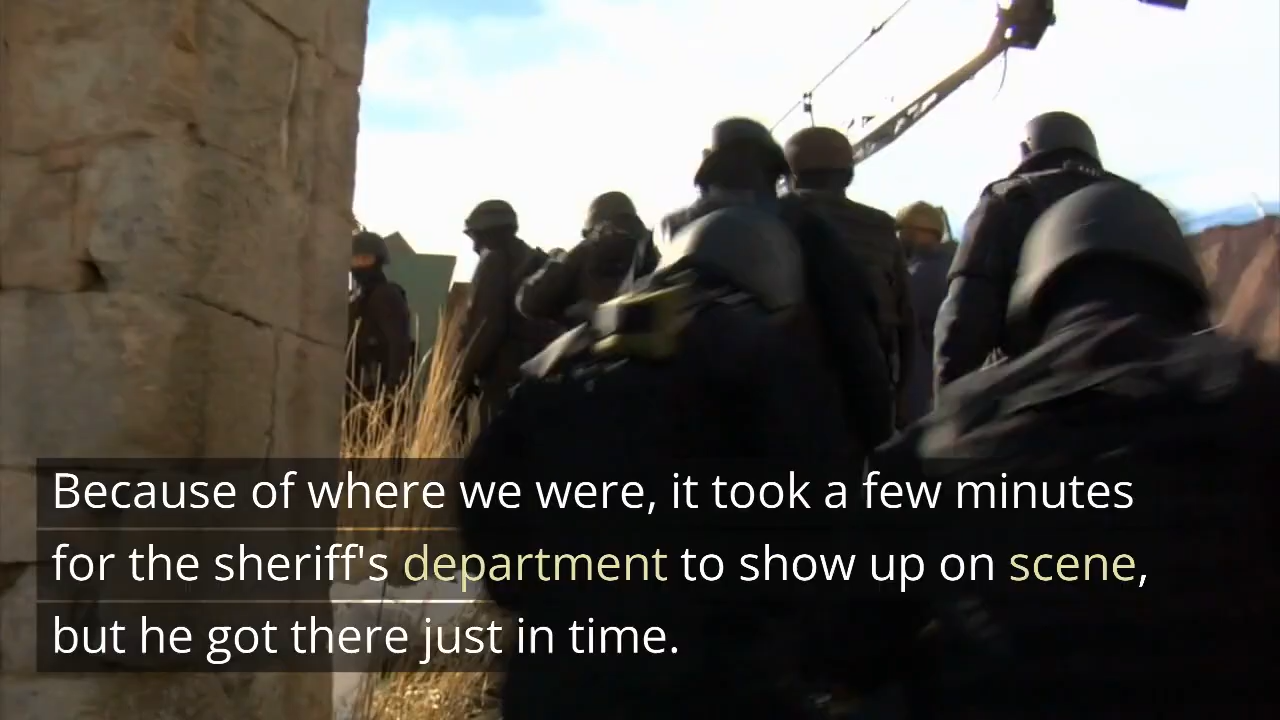 Because of where we were, it took a few minutes
for the sheriff's department to show up on scene,
but he got there just in time.